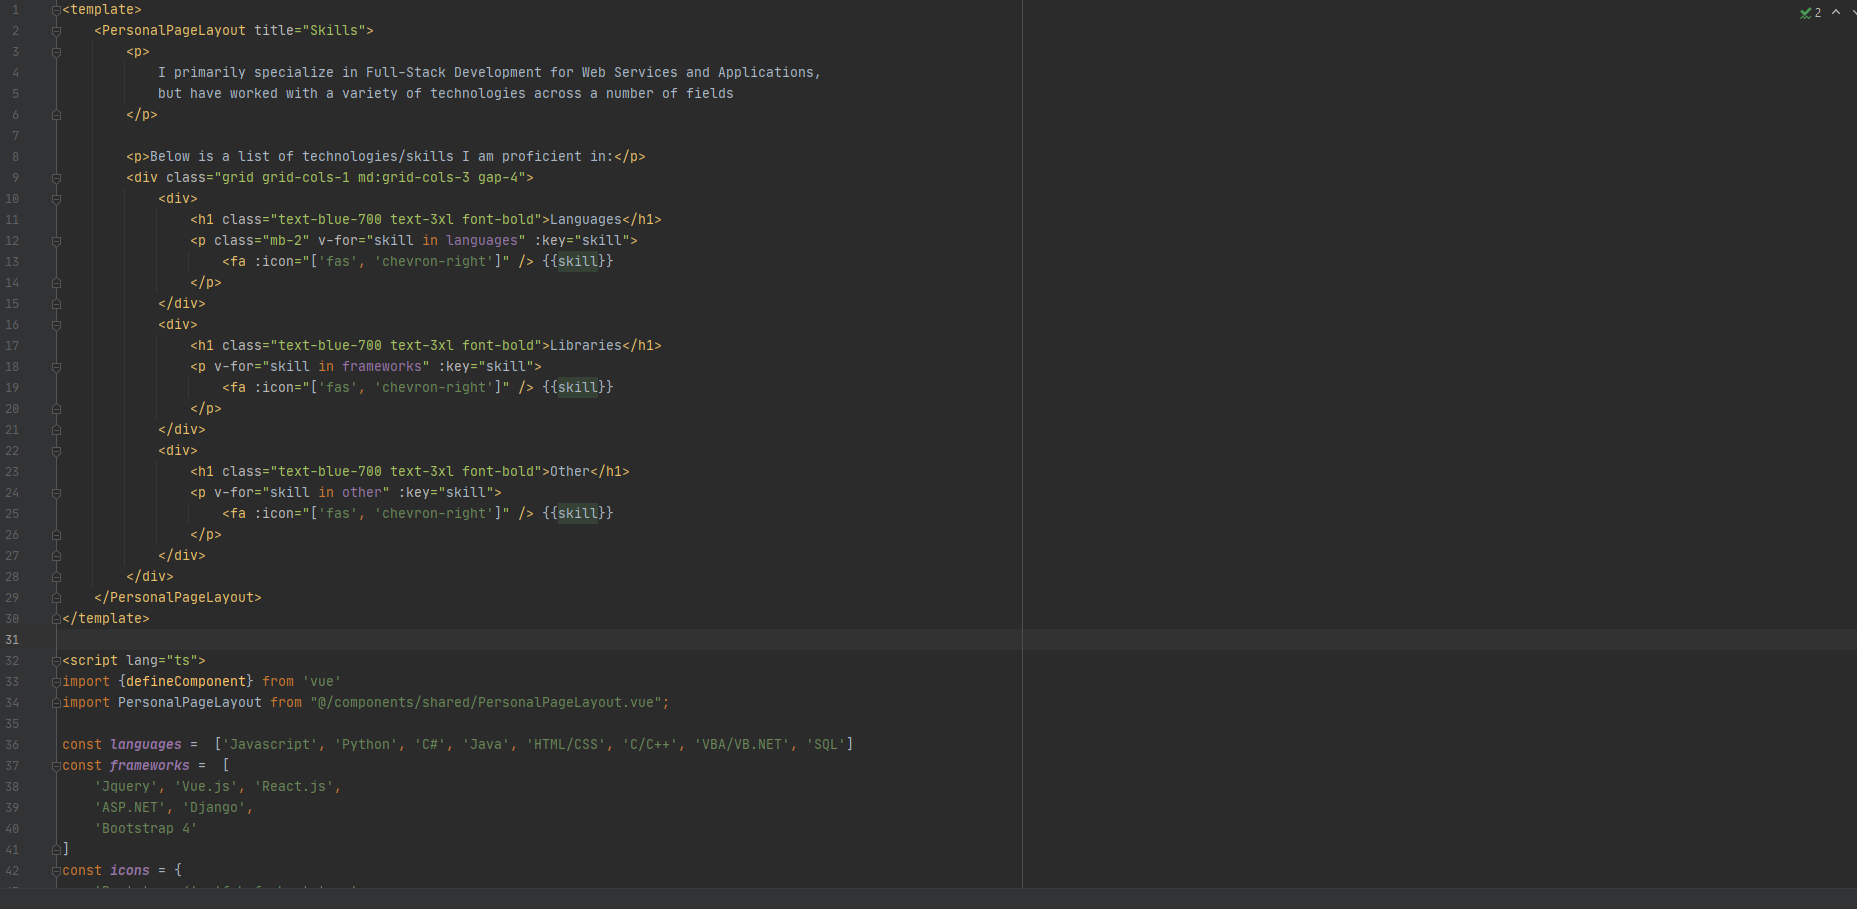 2
1 <template>
2 <PersonalPageLayout title="Skills">
3 <p>
4 I primarily specialize in Full-Stack Development for Web Services and Applications,
5 but have worked with a variety of technologies across a number of fields
6 </p>
7
8 <p>Below is a list of technologies/skills I am proficient in:</p>
9 <div class="grid grid-cols-1 md:grid-cols-3 gap-4">
10 <div>
11 <h1 class="text-blue-700 text-3xl font-bold">Languages</h1>
12 <p class="mb-2" v-for="skill in languages" :key="skill">
13 <fa :icon="['fas', 'chevron-right']" /> {{skill}}
14 </p>
15 </div>
16 <div>
17 <h1 class="text-blue-700 text-3xl font-bold">Libraries</h1>
18 <p v-for="skill in frameworks" :key="skill">
19 <fa :icon="['fas', 'chevron-right']" /> {{skill}}
20 </p>
21 </div>
22 <div>
23 <h1 class="text-blue-700 text-3xl font-bold">Other</h1>
24 <p v-for="skill in other" :key="skill">
25 <fa :icon="['fas', 'chevron-right']" /> {{skill}}
26 </p>
27 </div>
28 </div>
29 </PersonalPageLayout>
30 </template>
31
32 <script lang="ts">
33 import {defineComponent} from 'vue'
34 import PersonalPageLayout from "@/components/shared/PersonalPageLayout.vue";
35
36 const languages = ['Javascript', 'Python', 'C#', 'Java', 'HTML/CSS', 'C/C++', 'VBA/VB.NET', 'SQL']
37 const frameworks = [
38 'Jquery', 'Vue.js', 'React.js',
39 'ASP.NET', 'Django',
40 'Bootstrap 4'
41 ]
42 const icons = {